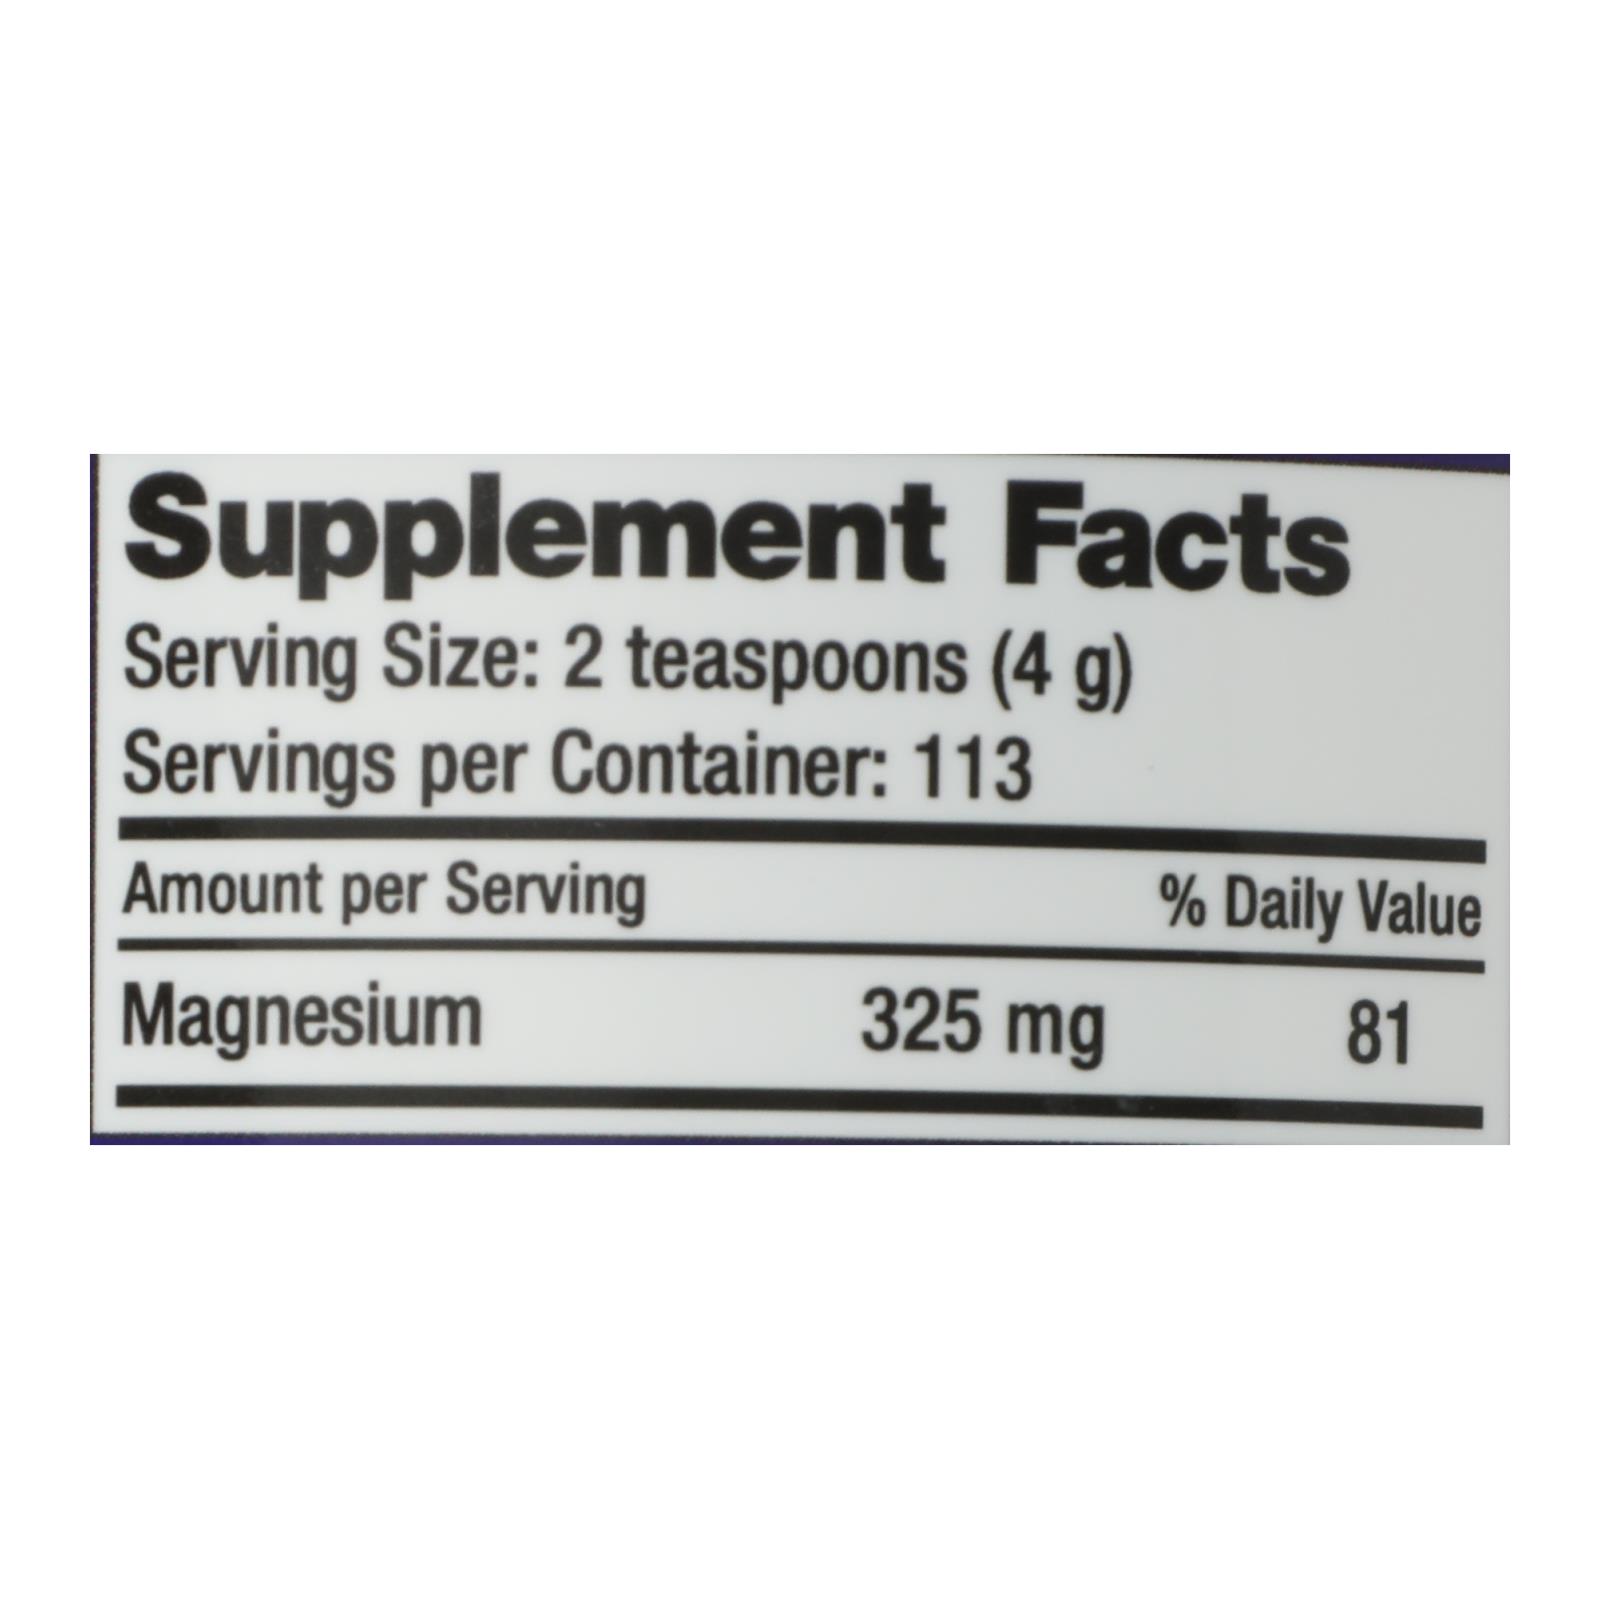 Supplement Facts
Serving Size: 2 teaspoons (4 g)
Servings per Container: 113
Amount per Serving % Daily Value
Magnesium 325 mg 81